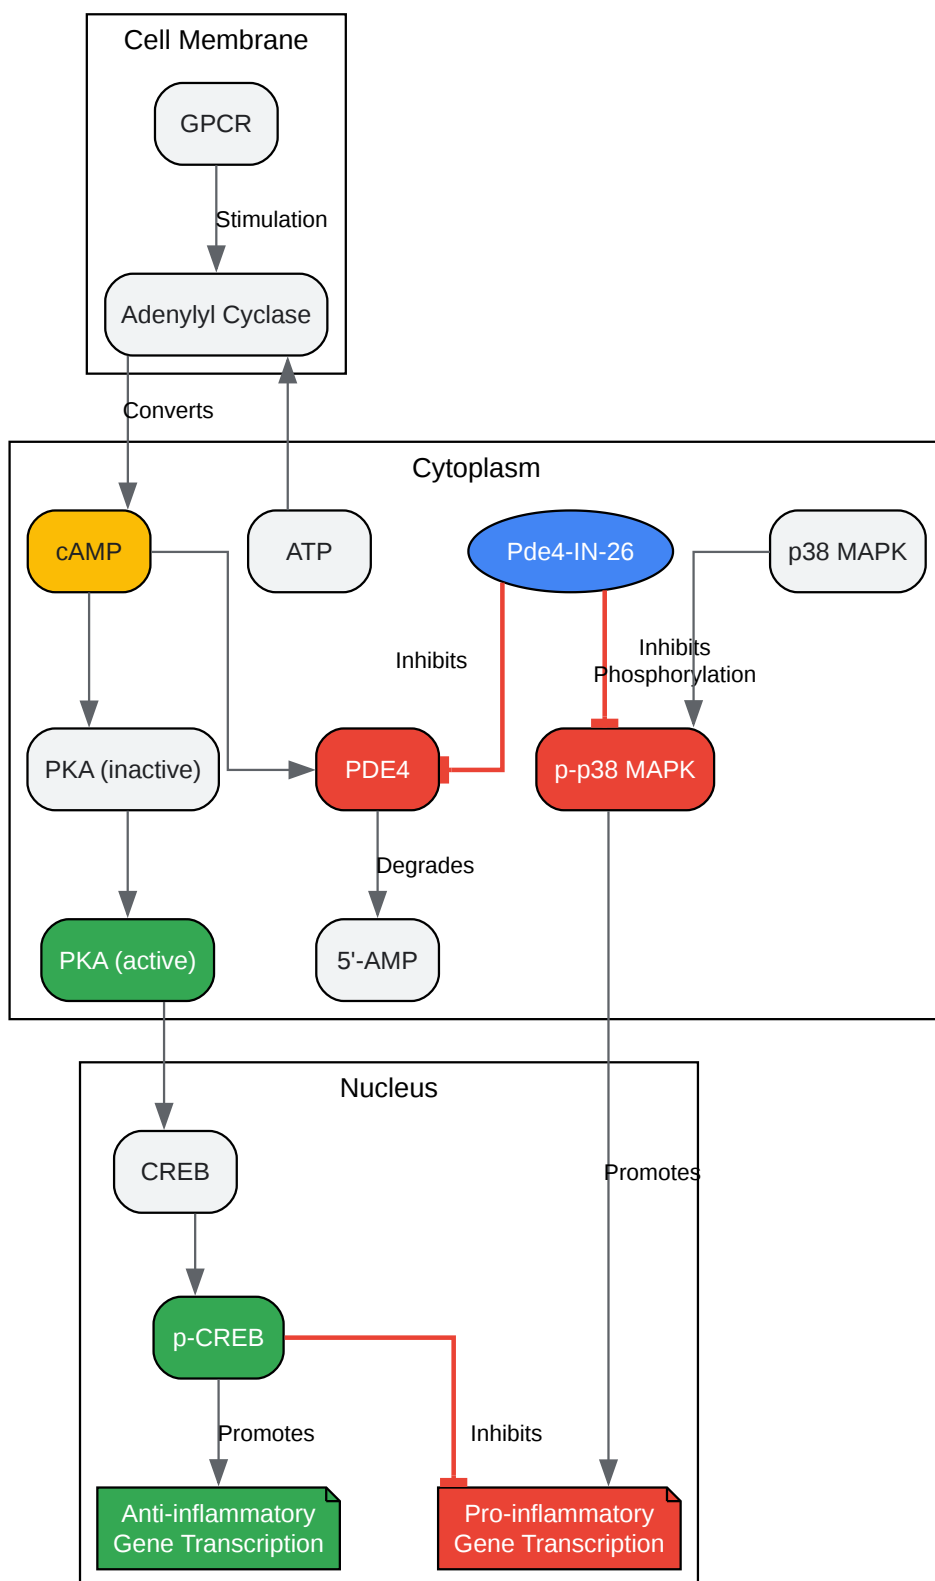 Cell Membrane
GPCR
Stimulation
Adenylyl Cyclase
Converts
Cytoplasm
cAMP
ATP
Pde4-IN-26
p38 MAPK
Inhibits
Inhibits
Phosphorylation
PKA (inactive)
PDE4
p-p38 MAPK
Degrades
PKA (active)
5'-AMP
Nucleus
CREB
Promotes
p-CREB
Promotes
Inhibits
Anti-inflammatory
Gene Transcription
Pro-inflammatory
Gene Transcription